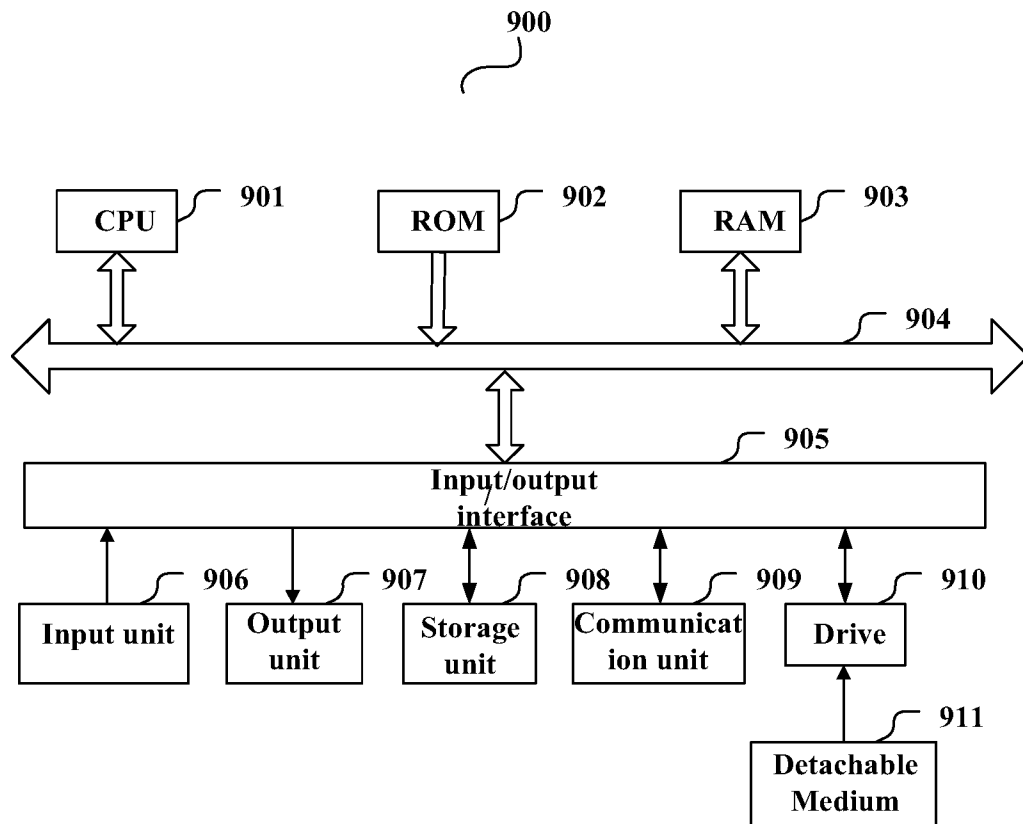 900
901
902
903
CPU
ROM
RAM
904
905
Input/output
interface
906
907
908
909
910
Input unit
Output
unit
Storage
unit
Communicat
ion unit
Drive
911
Detachable
Medium